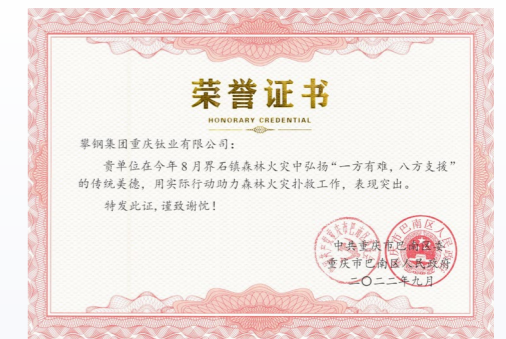 荣誉证书
HONORARY CREDENTIAL
攀钢集团重庆钛业有限公司：
贵单位在今年8月界石镇森林火灾中弘扬“一方有难，八方支援”
的传统美德，用实际行动助力森林火灾扑救工作，表现突出。
特发此证,谨致谢忱！
中共重庆市巴南区委
重庆市巴南区人民政府
二〇二二年九月